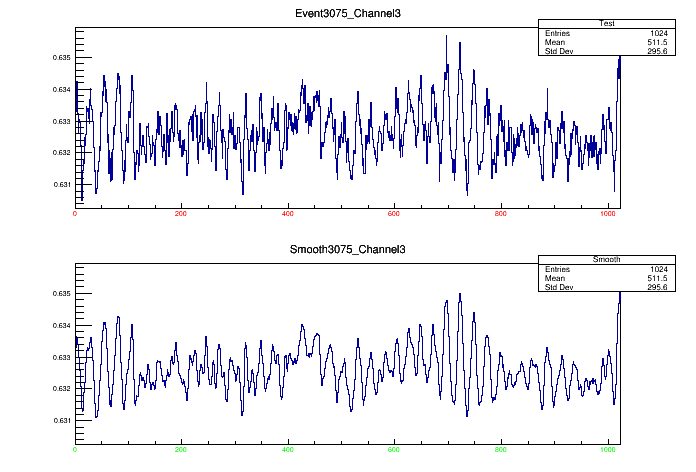 Event3075_Channel3
Test
Entries 1024
Mean 511.5
Std Dev 295.6
0.635
0.634
0.633
0.632
0.631
0 200 400 600 800 1000
Smooth3075_Channel3
Smooth
Entries 1024
Mean 511.5
Std Dev 295.6
0.635
0.634
0.633
0.632
0.631
0 200 400 600 800 1000